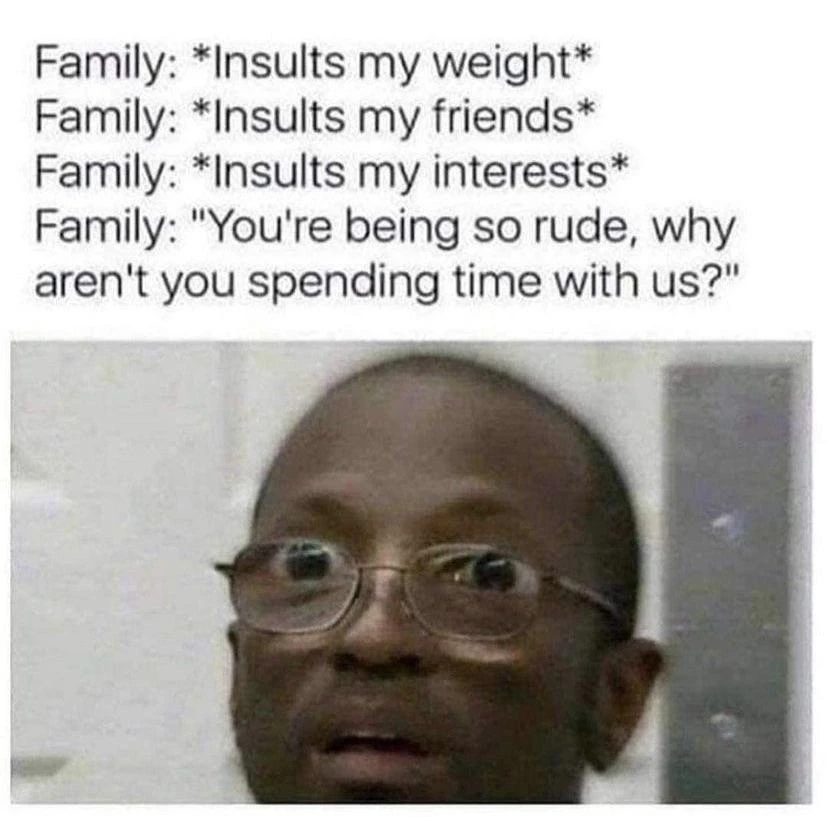 Family: *Insults my weight*
Family: *Insults my friends*
Family: *Insults my interests*
Family: "You're being so rude, why
aren't you spending time with us?"